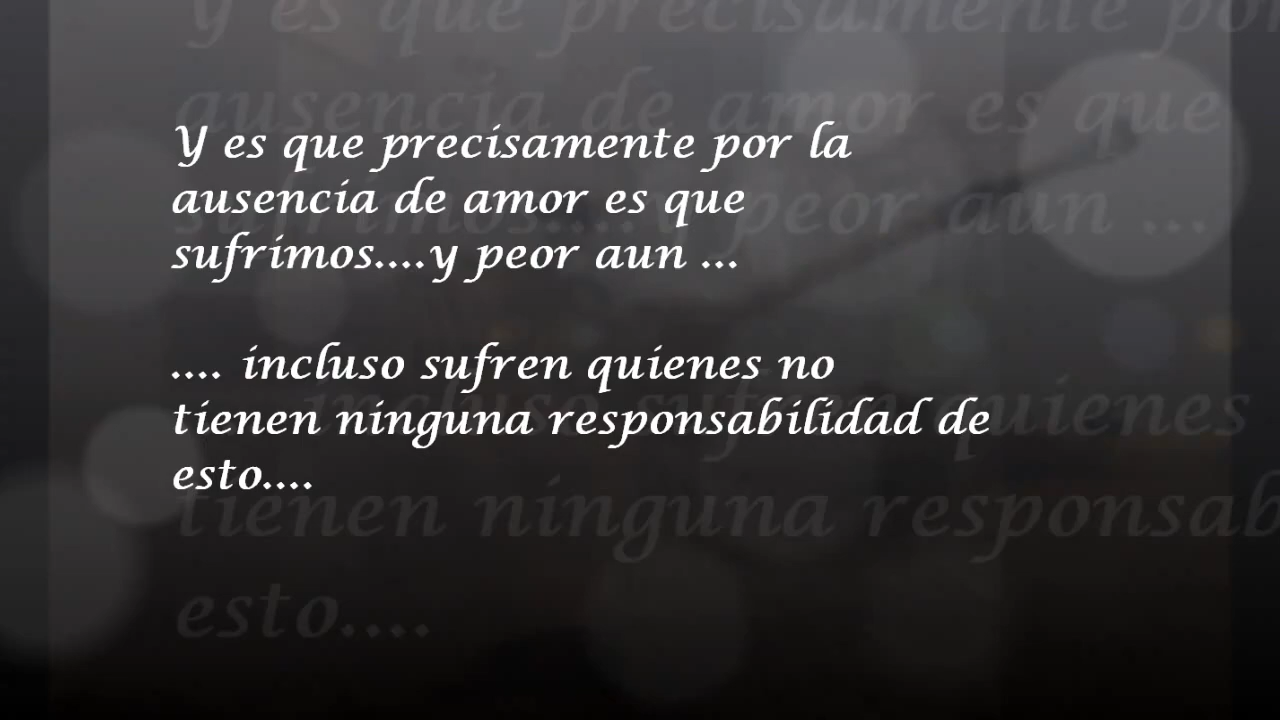 Y es que precisamente por la
ausencia de amor es que
sufrimos....y peor aun ...
.... incluso sufren quienes no
tienen ninguna responsabilidad de
esto....